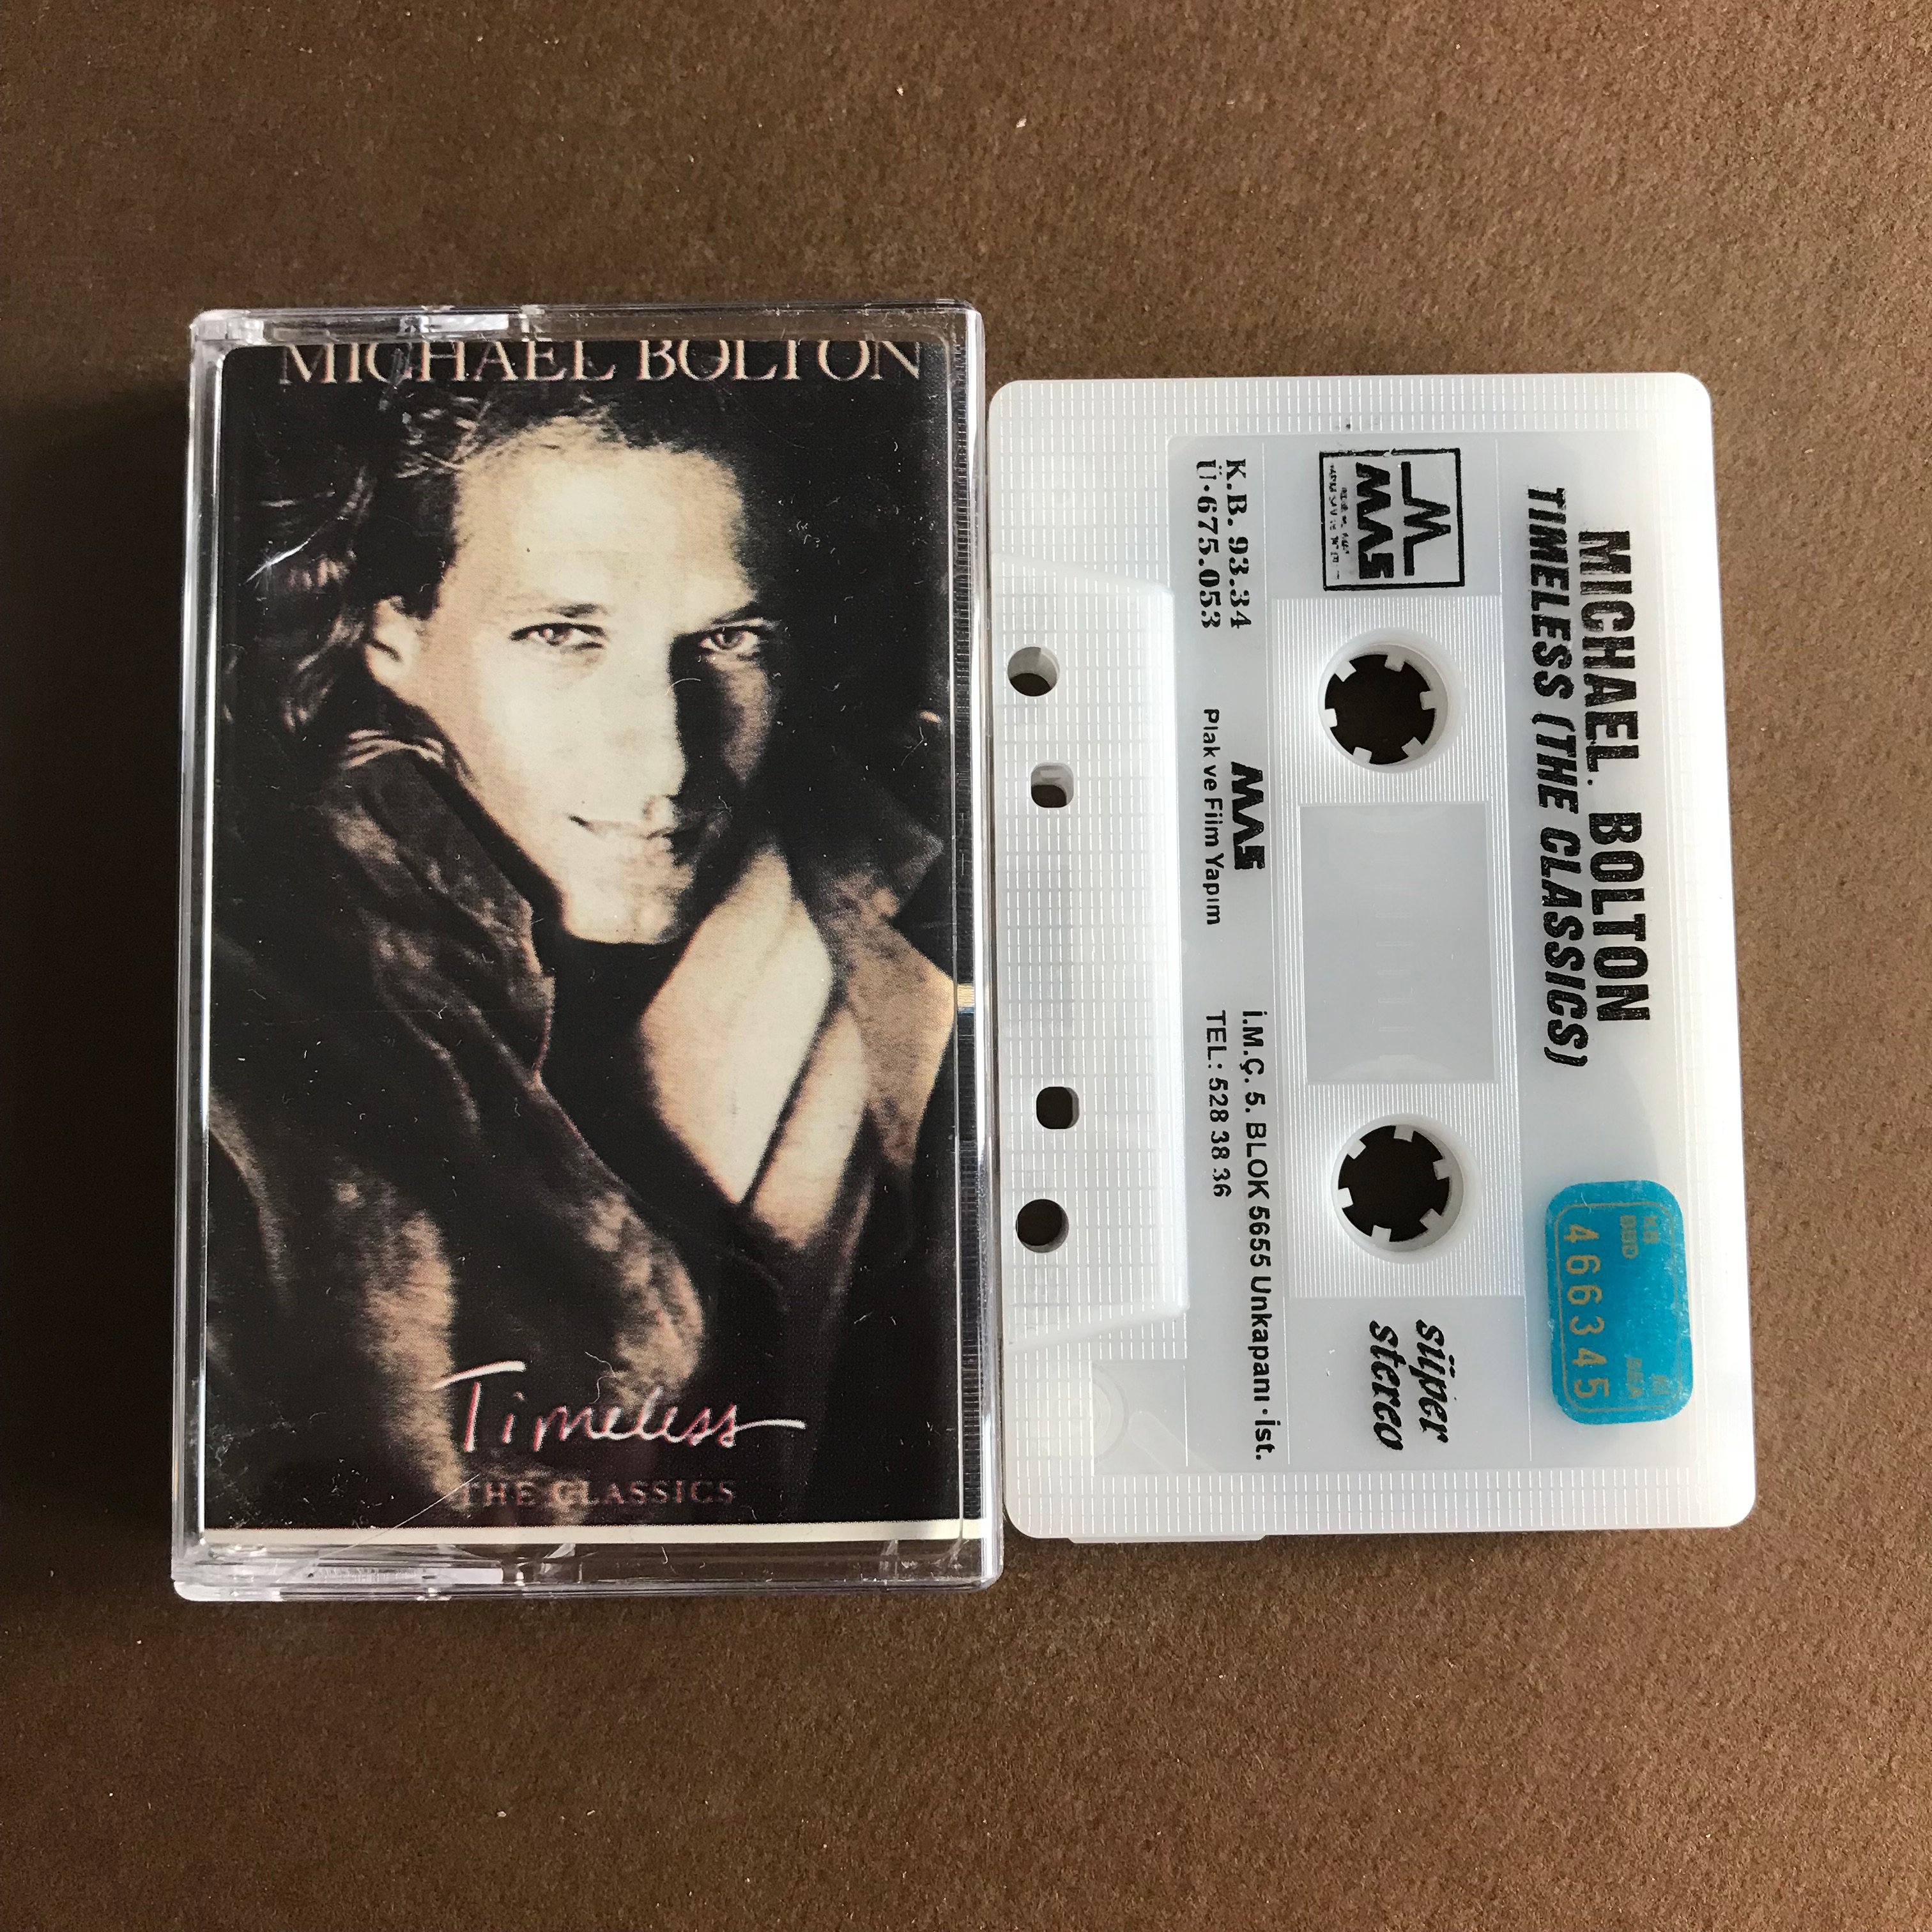 MICHAEL BOLTON
Timeless
THE CLASSICS
MICHAEL. BOLTON
TIMELESS (THE CLASSICS)
MAS
süper
stereo
MAS
Plak ve Film Yapım
K.B. 93.34
Ü·675.053
İ.M.Ç. 5. BLOK 5655 Unkapanı·İst.
TEL: 528 38 36
466345